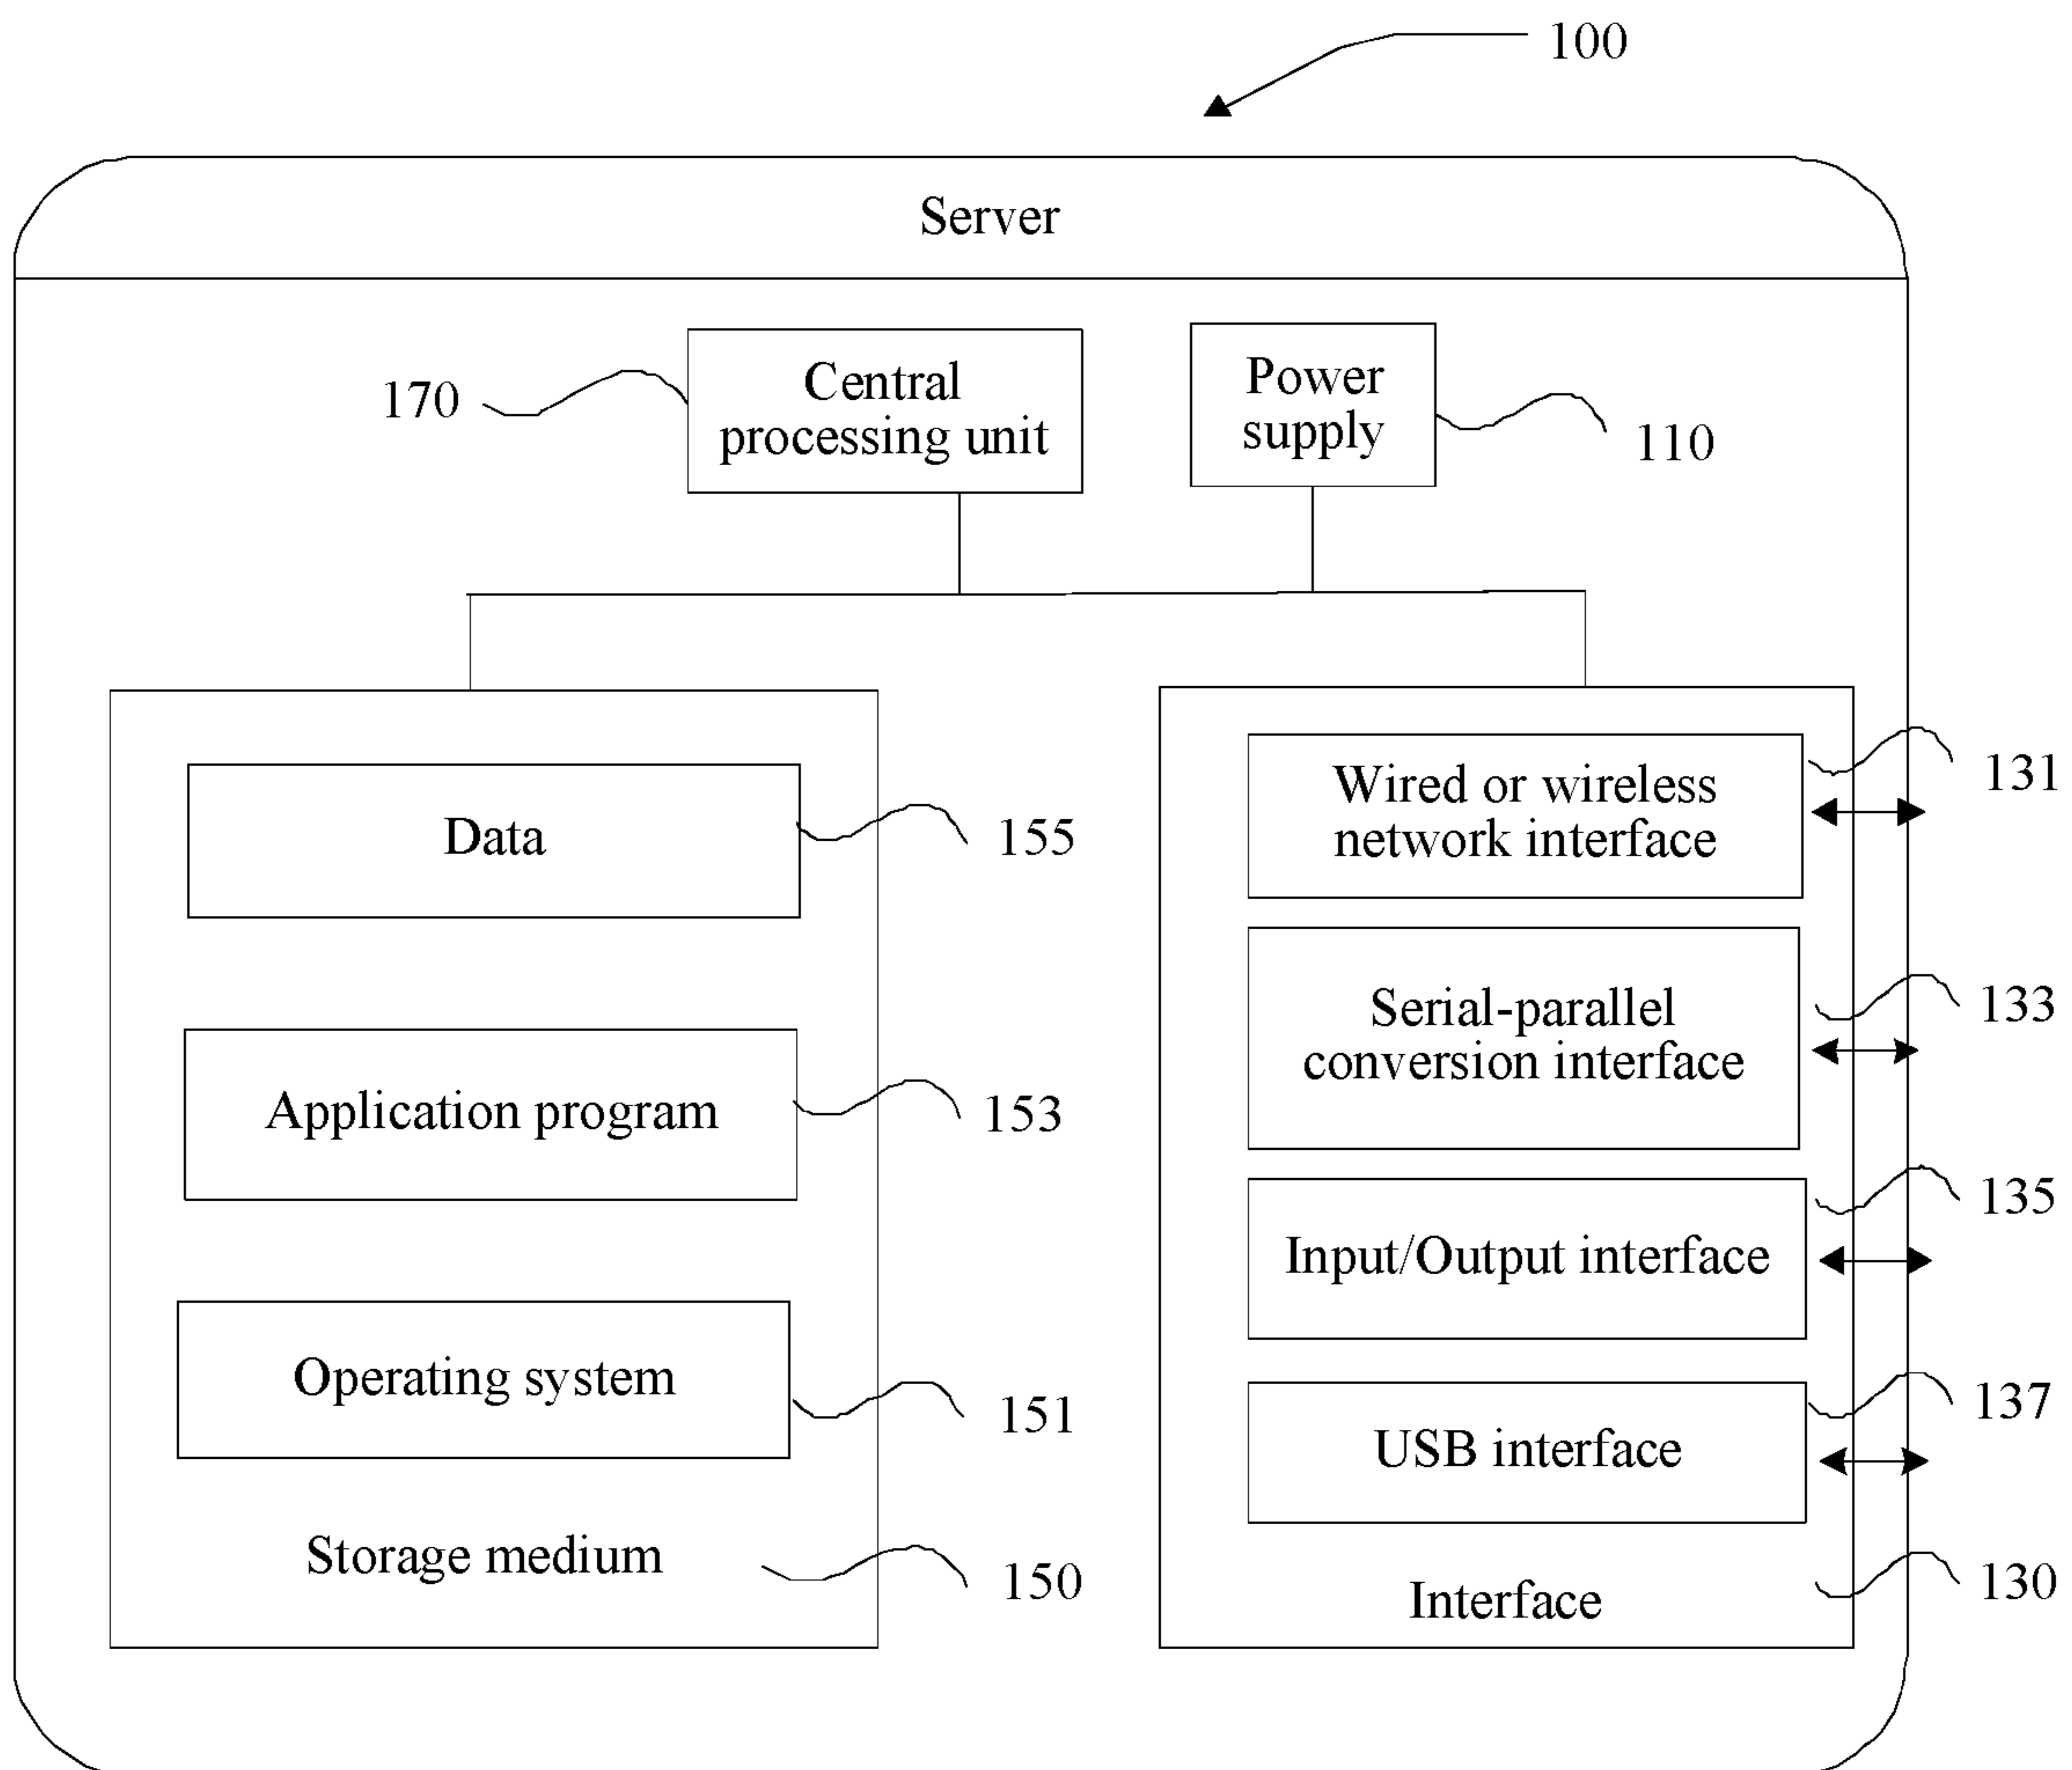 100
Server
170
Central
processing unit
Power
supply
110
Data
155
Application program
153
Operating system
151
Storage medium
150
Wired or wireless
network interface
131
Serial-parallel
conversion interface
133
Input/Output interface
135
USB interface
137
Interface
130